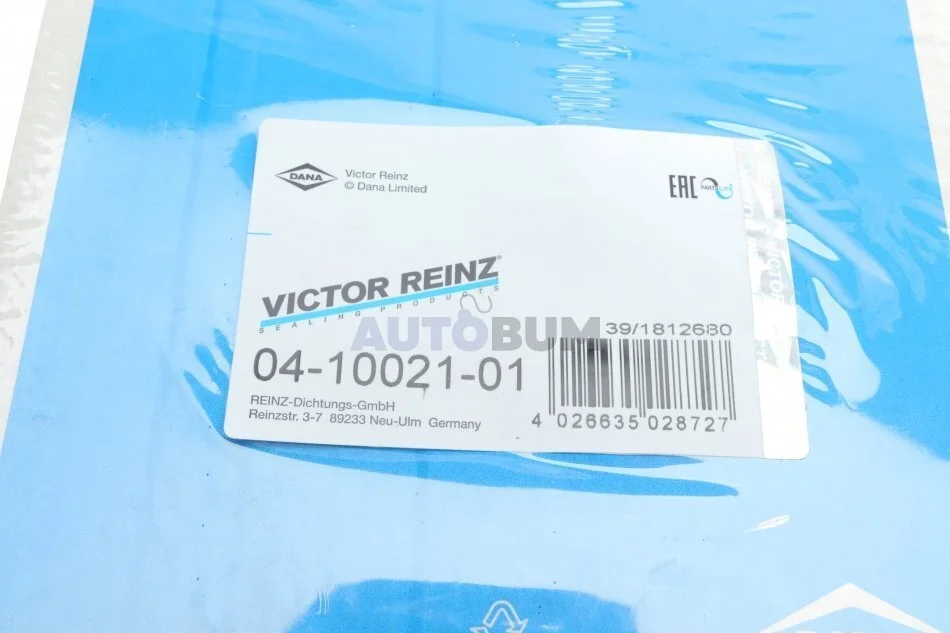 DANA
Victor Reinz
© Dana Limited
EAC
VICTOR REINZ®
SEALING PRODUCTS
AUTOBUM
39/1812680
04-10021-01
REINZ-Dichtungs-GmbH
Reinzstr. 3-7 89233 Neu-Ulm Germany
4 026635 028727